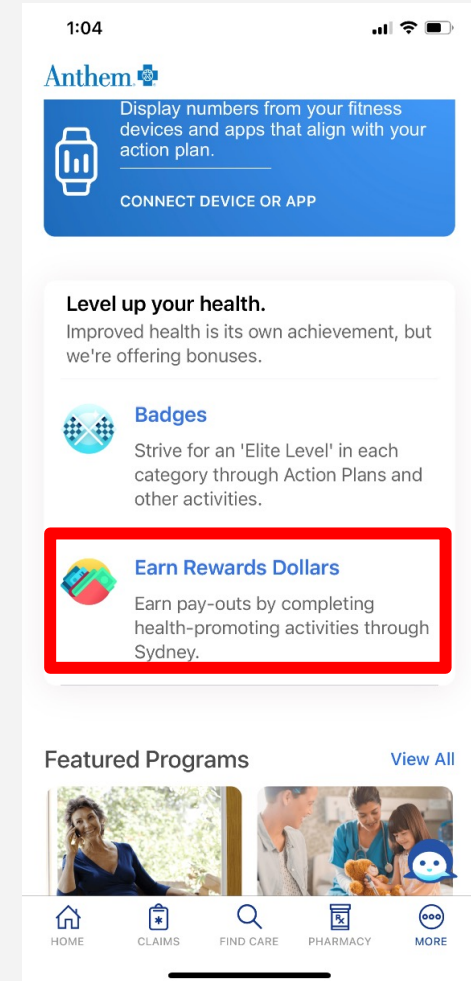 1:04
Anthem
Display numbers from your fitness
devices and apps that align with your
action plan.
CONNECT DEVICE OR APP
Level up your health.
Improved health is its own achievement, but
we're offering bonuses.
Badges
Strive for an 'Elite Level' in each
category through Action Plans and
other activities.
Earn Rewards Dollars
Earn pay-outs by completing
health-promoting activities through
Sydney.
Featured Programs
View All
HOME
CLAIMS
FIND CARE
PHARMACY
MORE